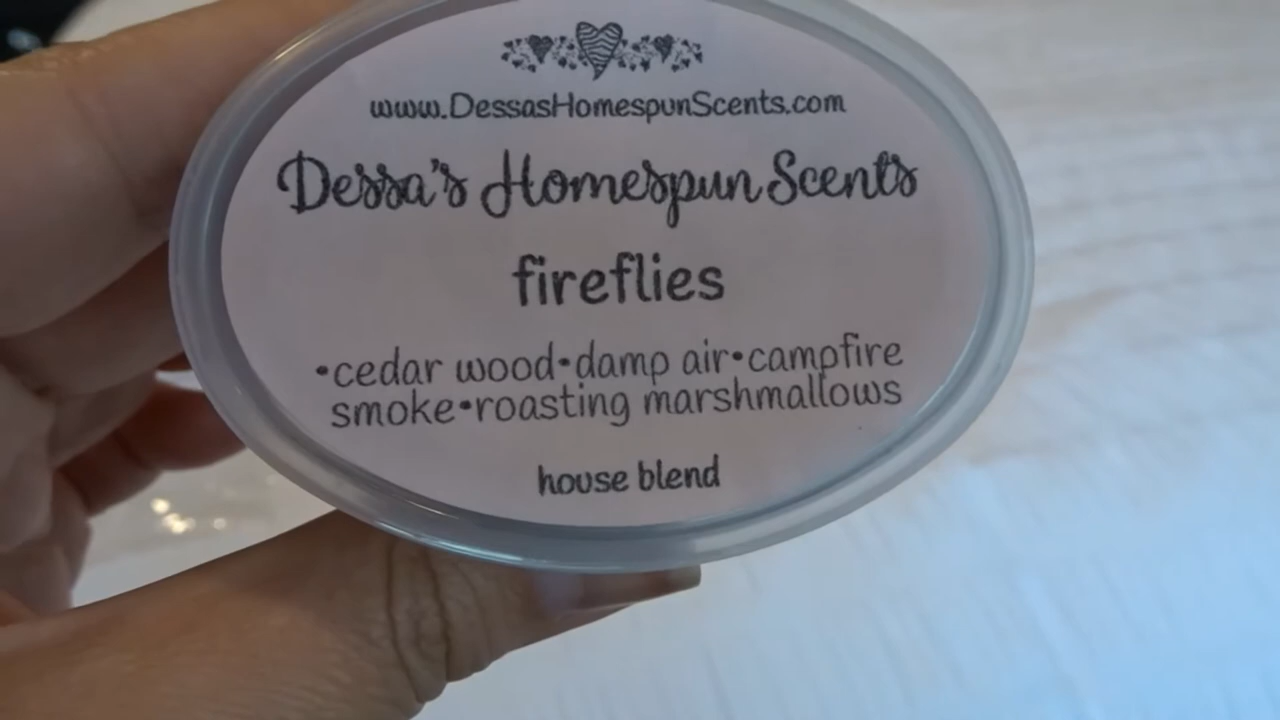 www.DessasHomespunScents.com
Dessa's Homespun Scents
fireflies
•cedar wood•damp air•campfire
smoke•roasting marshmallows
house blend